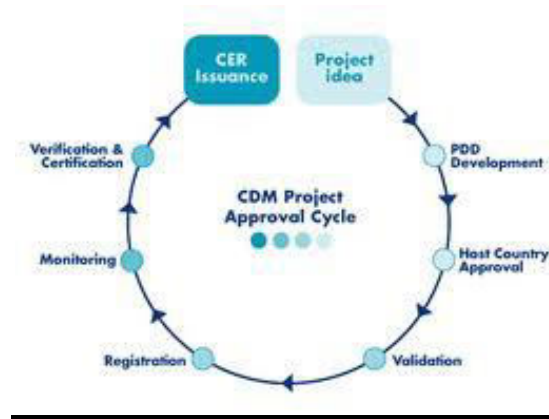 CER
Issuance
Project
idea
PDD
Development
Host Country
Approval
Validation
Registration
Monitoring
Verification &
Certification
CDM Project
Approval Cycle